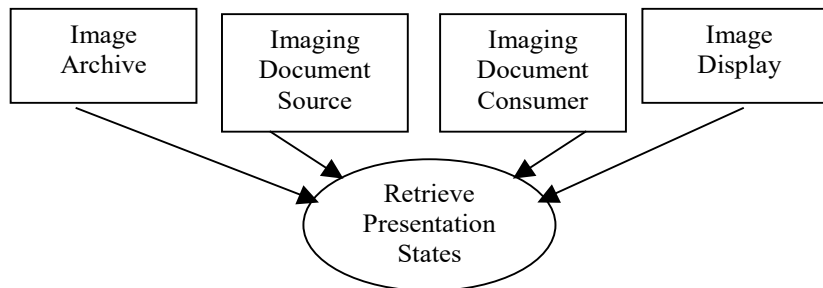 Image
Archive
Imaging
Document
Source
Imaging
Document
Consumer
Image
Display
Retrieve
Presentation
States